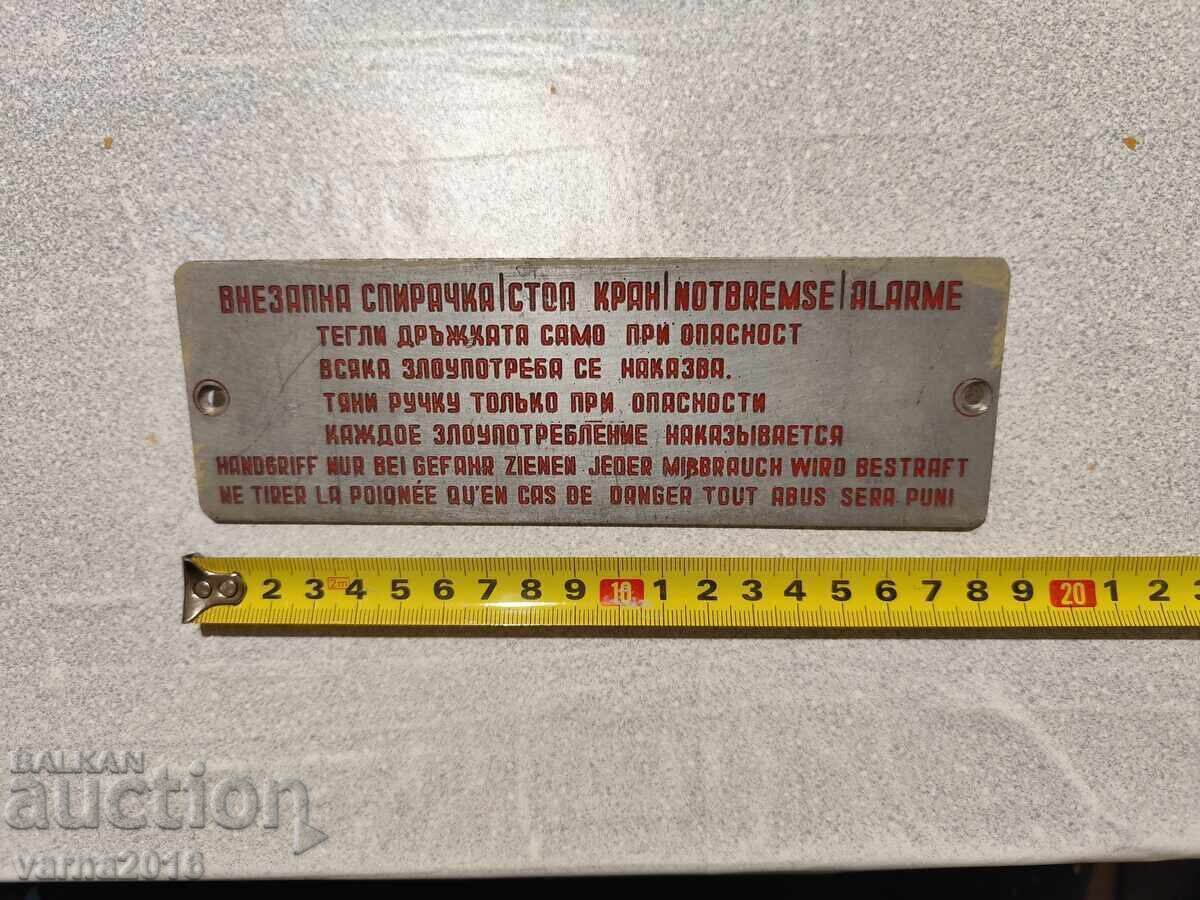 ВНЕЗАПНА СПИРАЧКА|СТОП КРАН|NOTBREMSE|ALARME
ТЕГЛИ ДРЪЖКАТА САМО ПРИ ОПАСНОСТ
ВСЯКА ЗЛОУПОТРЕБА СЕ НАКАЗВА.
ТЯНИ РУЧКУ ТОЛЬКО ПРИ ОПАСНОСТИ
КАЖДОЕ ЗЛОУПОТРЕБЛЕНИЕ НАКАЗЫВАЕТСЯ
HANDGRIFF NUR BEI GEFAHR ZIENEN JEDER MIßBRAUCH WIRD BESTRAFT
NE TIRER LA POIGNÉE QU'EN CAS DE DANGER TOUT ABUS SERA PUNI
2 3 2m 4 5 6 7 8 9 10 1 2 3 4 5 6 7 8 9 20 1 2
BALKAN
auction
varna2016